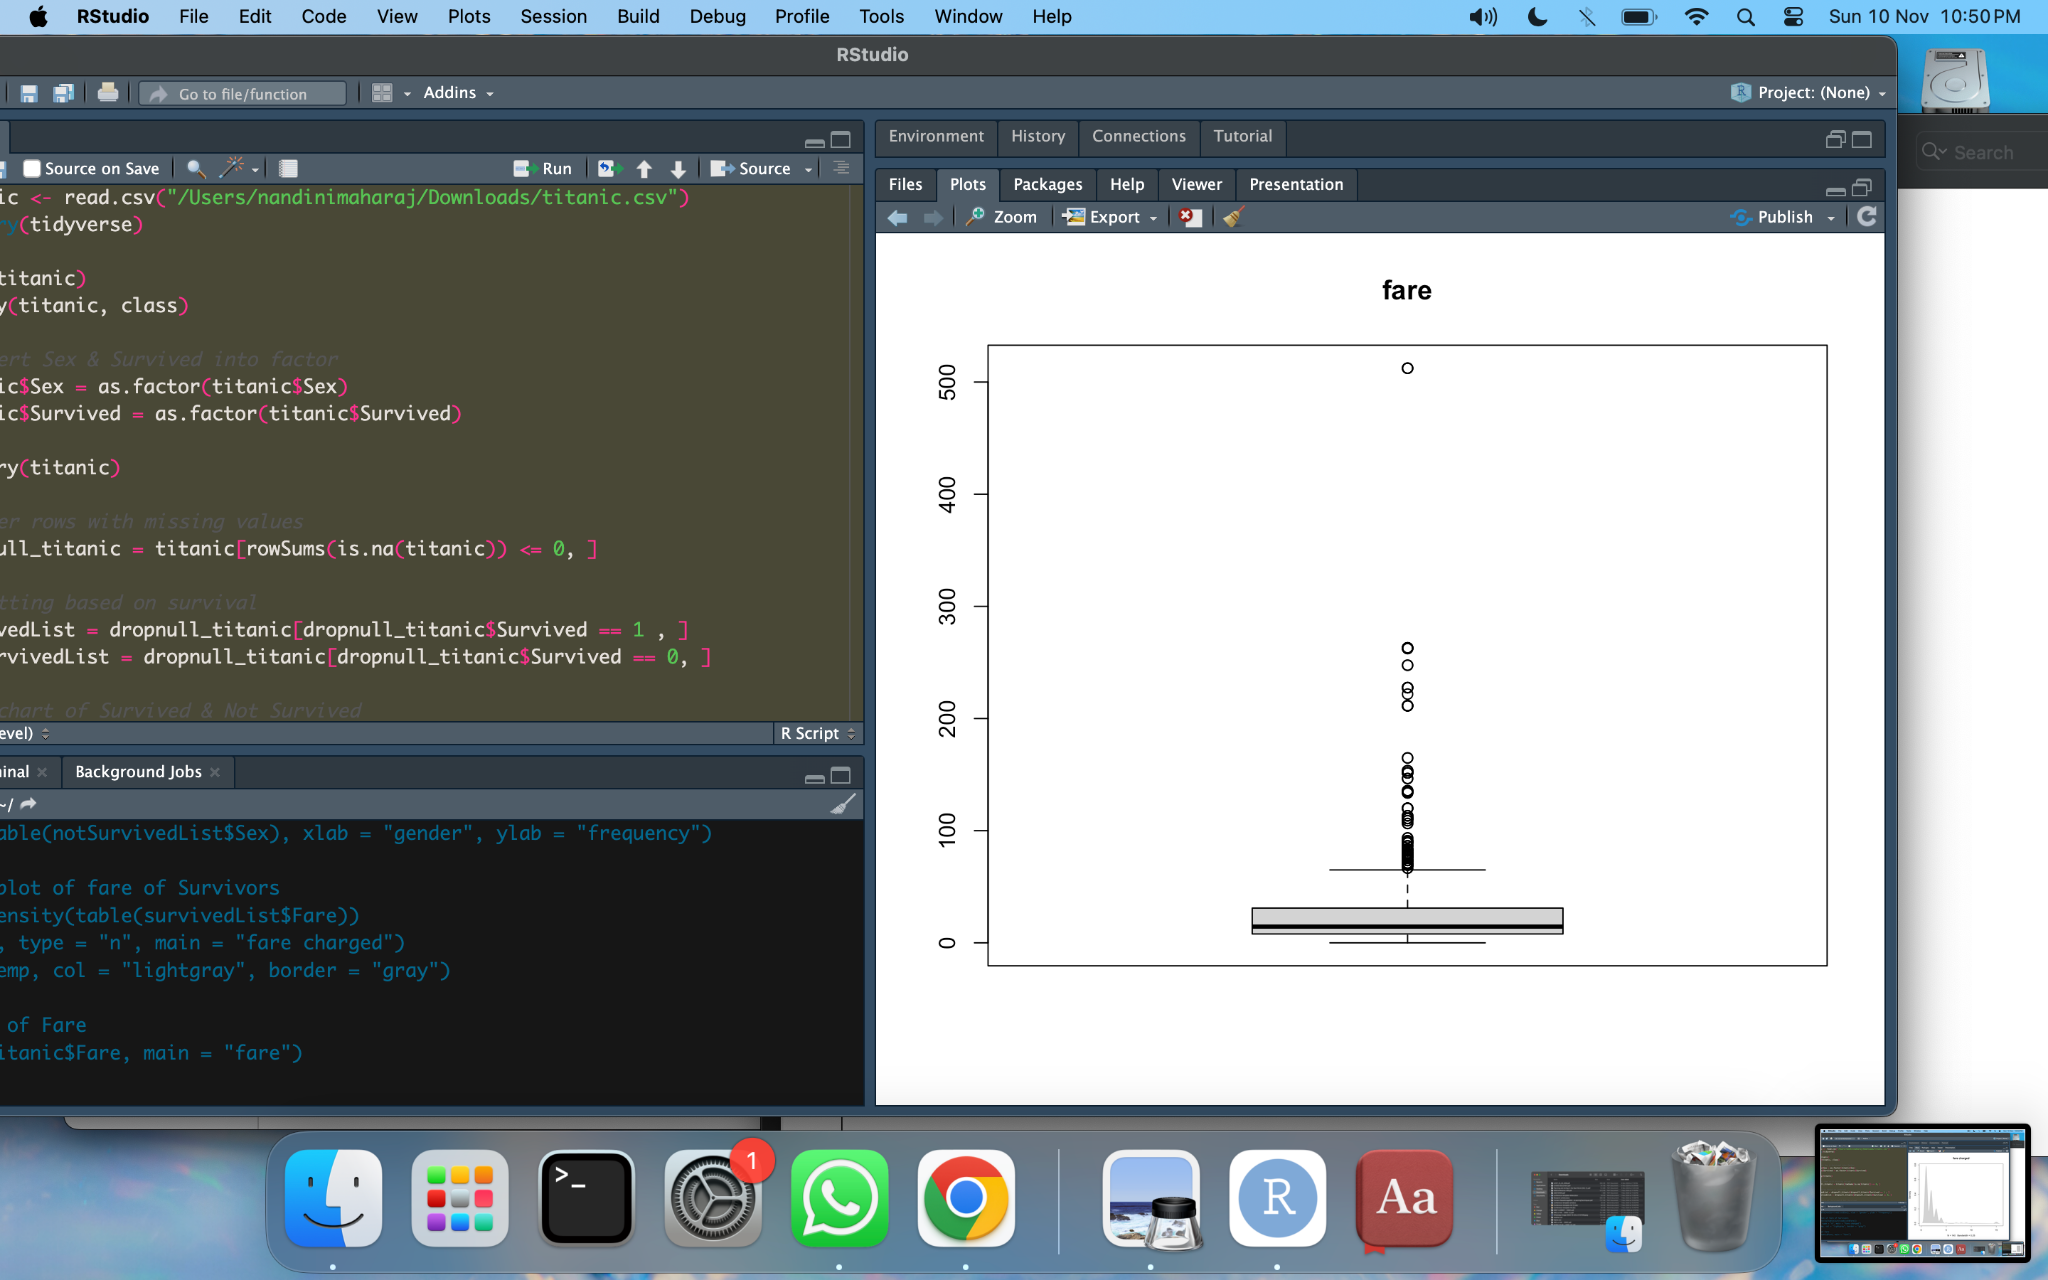 RStudio File Edit Code View Plots Session Build Debug Profile Tools Window Help Sun 10 Nov 10:50 PM
RStudio
Go to file/function Addins Project: (None)
Source on Save Run Source
ic <- read.csv("/Users/nandinimaharaj/Downloads/titanic.csv")
ry(tidyverse)
titanic)
y(titanic, class)
ert Sex & Survived into factor
ic$Sex = as.factor(titanic$Sex)
ic$Survived = as.factor(titanic$Survived)
ry(titanic)
er rows with missing values
ull_titanic = titanic[rowSums(is.na(titanic)) <= 0, ]
tting based on survival
vedList = dropnull_titanic[dropnull_titanic$Survived == 1 , ]
rvivedList = dropnull_titanic[dropnull_titanic$Survived == 0, ]
chart of Survived & Not Survived
evel) R Script
inal Background Jobs
~/
able(notSurvivedList$Sex), xlab = "gender", ylab = "frequency")
plot of fare of Survivors
ensity(table(survivedList$Fare))
, type = "n", main = "fare charged")
emp, col = "lightgray", border = "gray")
of Fare
itanic$Fare, main = "fare")
Environment History Connections Tutorial
Files Plots Packages Help Viewer Presentation
Zoom Export Publish
fare
500
400
300
200
100
0
Search
>_
1
R
Aa